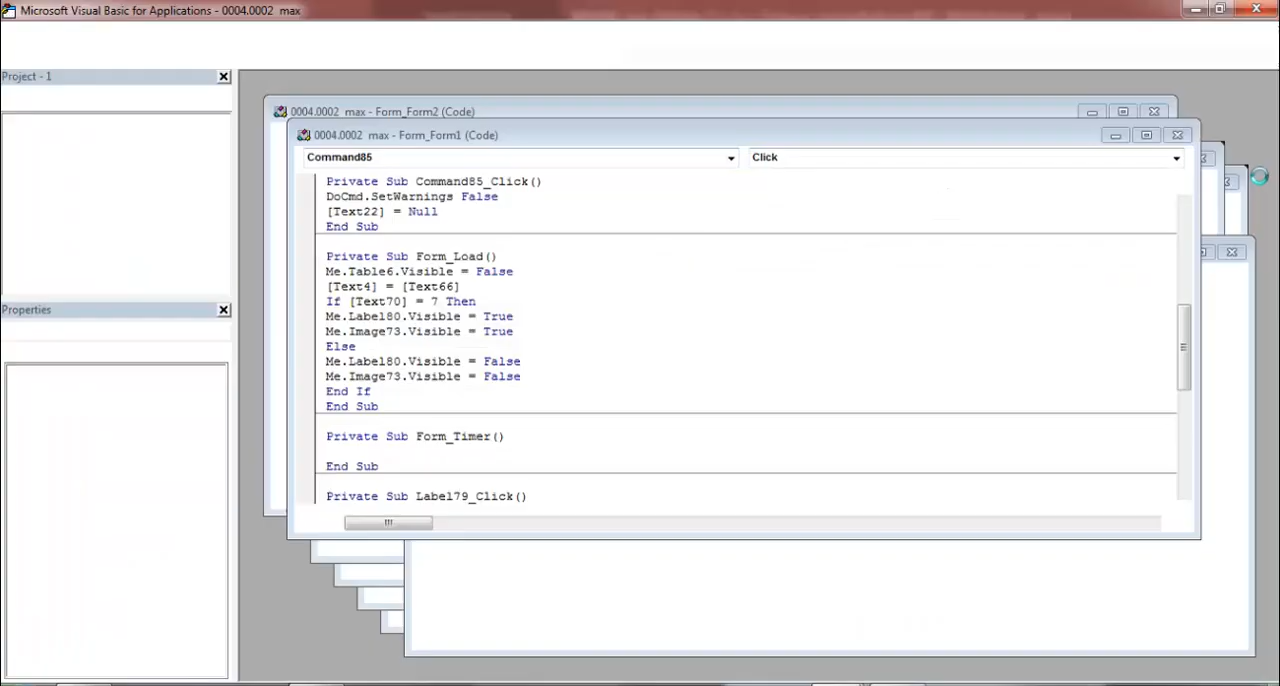 Microsoft Visual Basic for Applications - 0004.0002  max
Project - 1
Properties
0004.0002  max - Form_Form2 (Code)
0004.0002  max - Form_Form1 (Code)
Command85
Click
Private Sub Command85_Click()
DoCmd.SetWarnings False
[Text22] = Null
End Sub
Private Sub Form_Load()
Me.Table6.Visible = False
[Text4] = [Text66]
If [Text70] = 7 Then
Me.Label80.Visible = True
Me.Image73.Visible = True
Else
Me.Label80.Visible = False
Me.Image73.Visible = False
End If
End Sub
Private Sub Form_Timer()
End Sub
Private Sub Label79_Click()